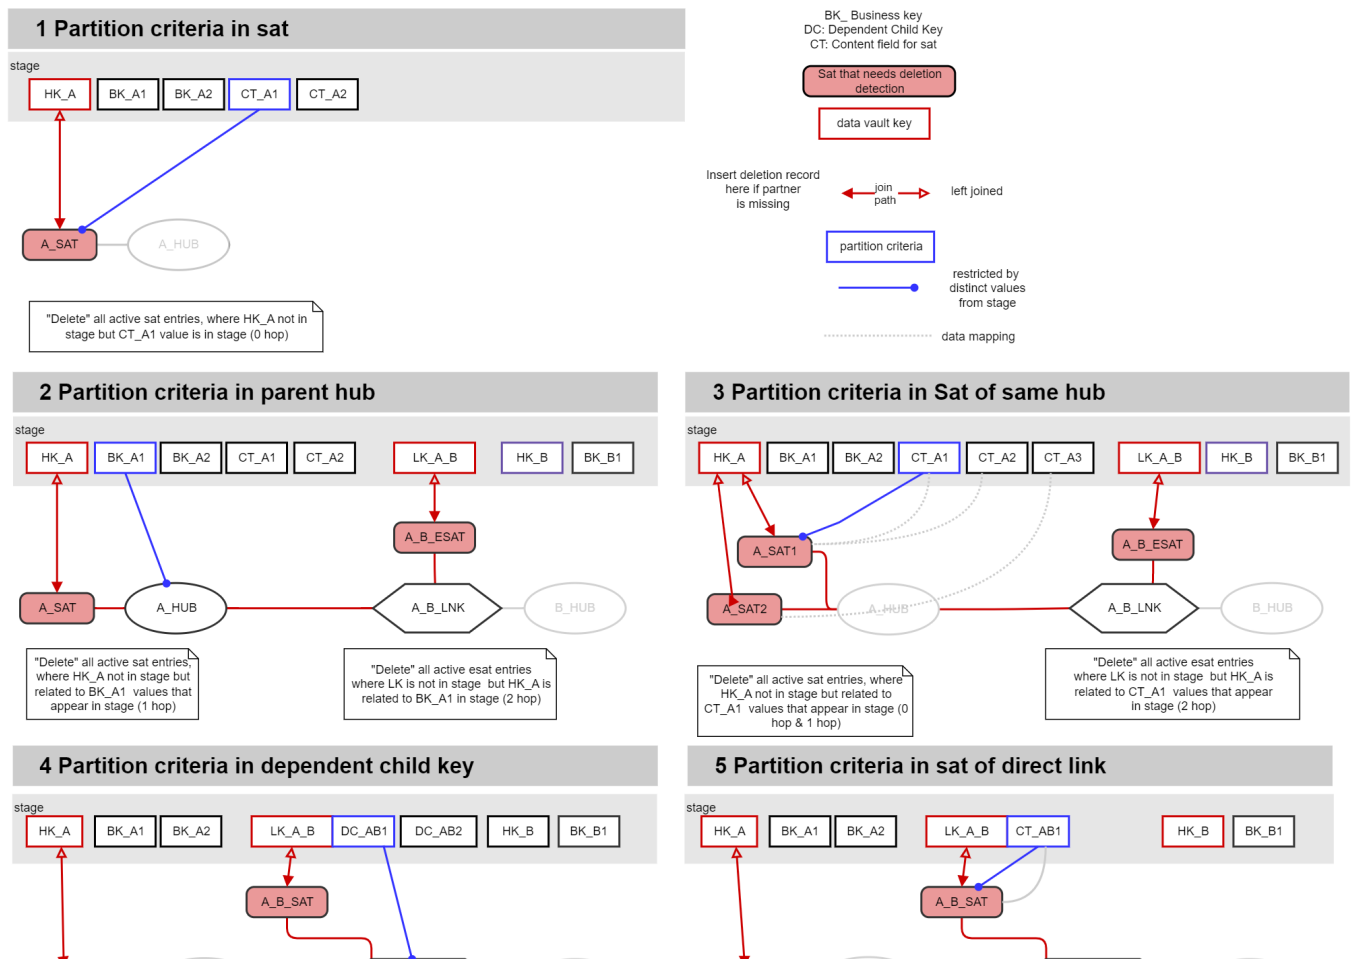 1 Partition criteria in sat
stage
HK_A
BK_A1
BK_A2
CT_A1
CT_A2
A_SAT
A_HUB
"Delete" all active sat entries, where HK_A not in
stage but CT_A1 value is in stage (0 hop)
BK_ Business key
DC: Dependent Child Key
CT: Content field for sat
Sat that needs deletion
detection
data vault key
Insert deletion record
here if partner
is missing
join
path
left joined
partition criteria
restricted by
distinct values
from stage
data mapping
2 Partition criteria in parent hub
stage
HK_A
BK_A1
BK_A2
CT_A1
CT_A2
LK_A_B
HK_B
BK_B1
A_B_ESAT
A_SAT
A_HUB
A_B_LNK
B_HUB
"Delete" all active sat entries,
where HK_A not in stage but
related to BK_A1  values that
appear in stage (1 hop)
"Delete" all active esat entries
where LK is not in stage  but HK_A is
related to BK_A1 in stage (2 hop)
3 Partition criteria in Sat of same hub
stage
HK_A
BK_A1
BK_A2
CT_A1
CT_A2
CT_A3
LK_A_B
HK_B
BK_B1
A_SAT1
A_B_ESAT
A_SAT2
A_HUB
A_B_LNK
B_HUB
"Delete" all active sat entries, where
HK_A not in stage but related to
CT_A1  values that appear in stage (0
hop & 1 hop)
"Delete" all active esat entries
where LK is not in stage  but HK_A is
related to CT_A1  values that appear
in stage (2 hop)
4 Partition criteria in dependent child key
stage
HK_A
BK_A1
BK_A2
LK_A_B
DC_AB1
DC_AB2
HK_B
BK_B1
A_B_SAT
5 Partition criteria in sat of direct link
stage
HK_A
BK_A1
BK_A2
LK_A_B
CT_AB1
HK_B
BK_B1
A_B_SAT